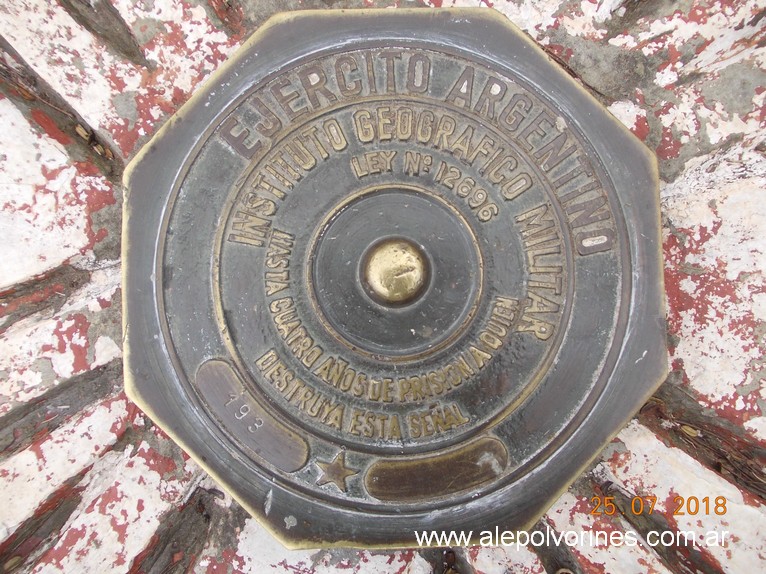 EJÉRCITO ARGENTINO
INSTITUTO GEOGRAFICO MILITAR
LEY Nº 12696
HASTA CUATRO AÑOS DE PRISION A QUIEN
DESTRUYA ESTA SEÑAL
193
25 07 2018
www.alepolvorines.com.ar